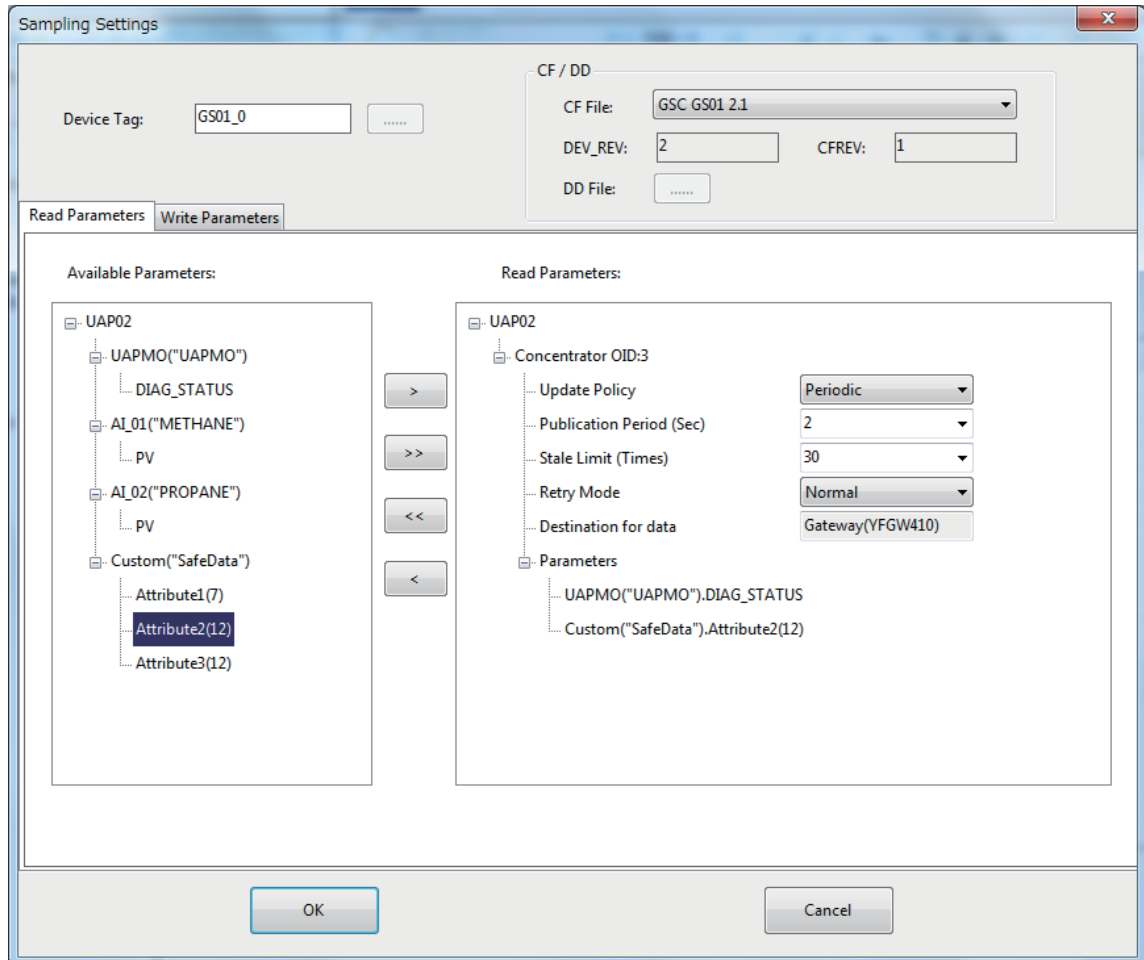 Sampling Settings
x
CF / DD
Device Tag: GS01_0 ......
CF File: GSC GS01 2.1
DEV_REV: 2 CFREV: 1
DD File: ......
Read Parameters Write Parameters
Available Parameters:
UAP02
UAPMO("UAPMO")
DIAG_STATUS
AI_01("METHANE")
PV
AI_02("PROPANE")
PV
Custom("SafeData")
Attribute1(7)
Attribute2(12)
Attribute3(12)
>
>>
<<
<
Read Parameters:
UAP02
Concentrator OID:3
Update Policy Periodic
Publication Period (Sec) 2
Stale Limit (Times) 30
Retry Mode Normal
Destination for data Gateway(YFGW410)
Parameters
UAPMO("UAPMO").DIAG_STATUS
Custom("SafeData").Attribute2(12)
OK Cancel